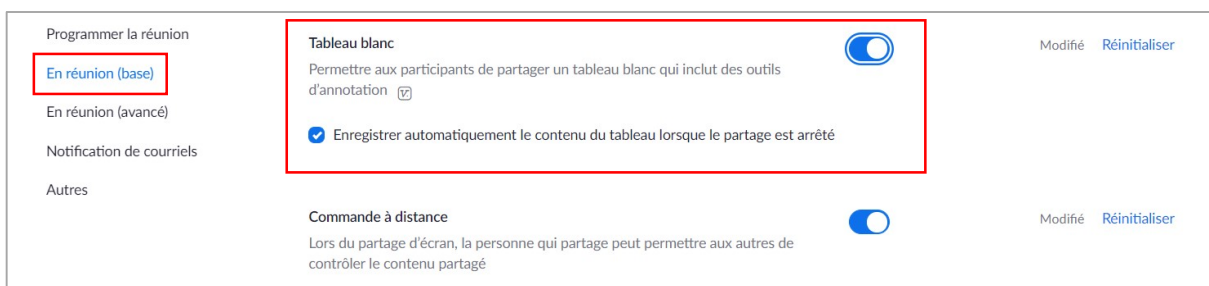 Programmer la réunion
En réunion (base)
En réunion (avancé)
Notification de courriels
Autres
Tableau blanc
Modifié Réinitialiser
Permettre aux participants de partager un tableau blanc qui inclut des outils
d'annotation
Enregistrer automatiquement le contenu du tableau lorsque le partage est arrêté
Commande à distance
Modifié Réinitialiser
Lors du partage d'écran, la personne qui partage peut permettre aux autres de
contrôler le contenu partagé